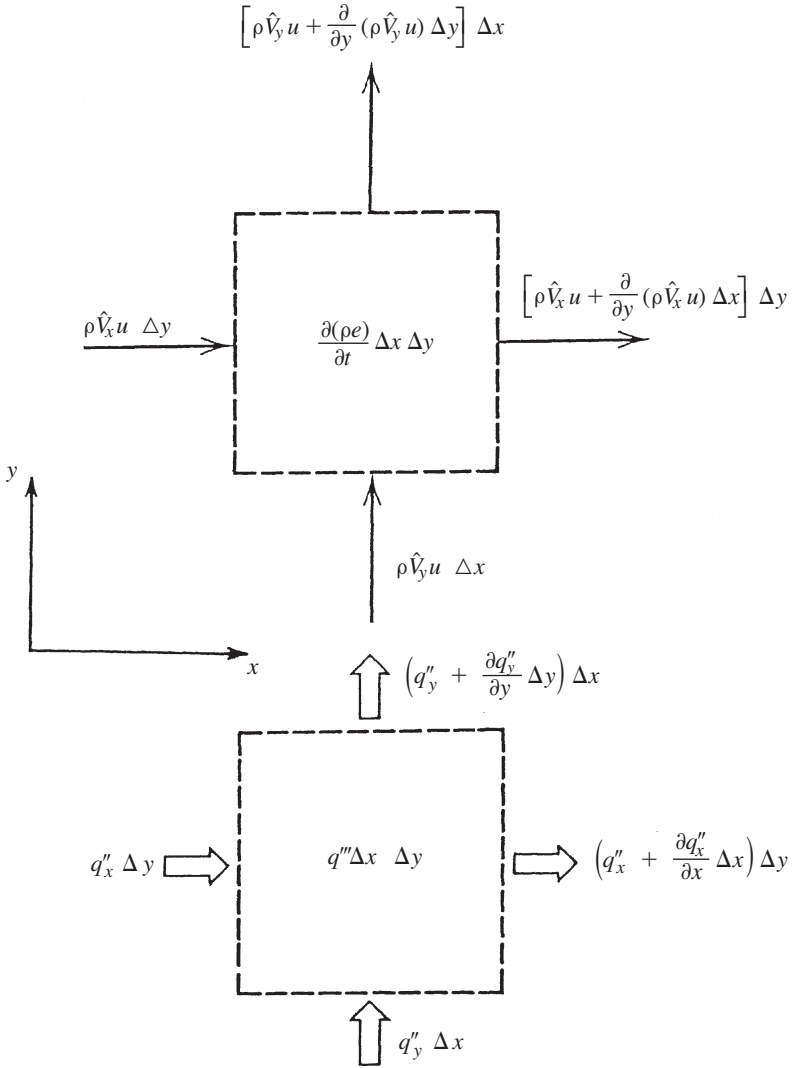 [ρV̂_y u + ∂/∂y (ρV̂_y u) Δy] Δx
[ρV̂_x u + ∂/∂y (ρV̂_x u) Δx] Δy
ρV̂_x u Δy
∂(ρe)/∂t Δx Δy
y
ρV̂_y u Δx
x
(q″_y + ∂q″_y/∂y Δy) Δx
q″_x Δy
q‴Δx Δy
(q″_x + ∂q″_x/∂x Δx) Δy
q″_y Δx